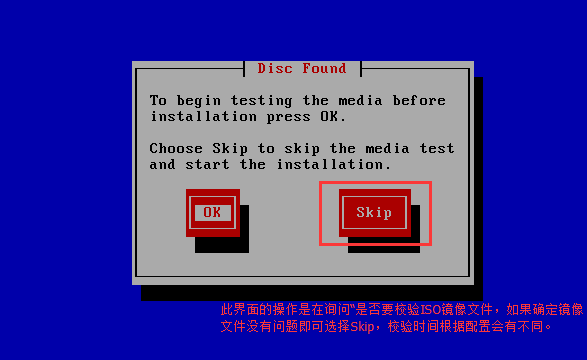 Disc Found
To begin testing the media before
installation press OK.
Choose Skip to skip the media test
and start the installation.
OK Skip
此界面的操作是在询问“是否要校验ISO镜像文件，如果确定镜像
文件没有问题即可选择Skip，校验时间根据配置会有不同。